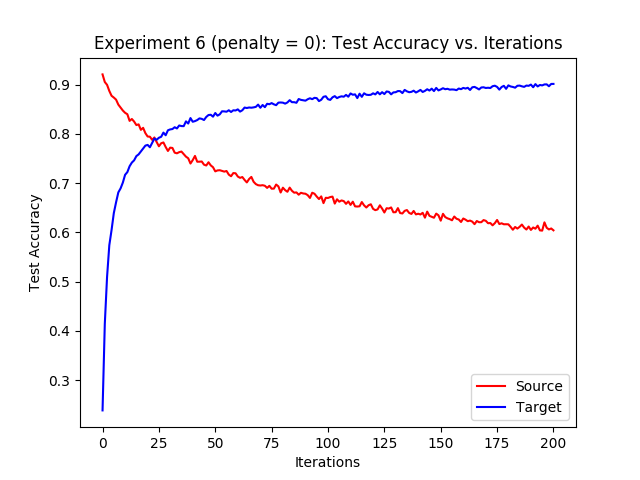 Experiment 6 (penalty = 0): Test Accuracy vs. Iterations
Test Accuracy
0.9
0.8
0.7
0.6
0.5
0.4
0.3
0 25 50 75 100 125 150 175 200
Iterations
Source
Target